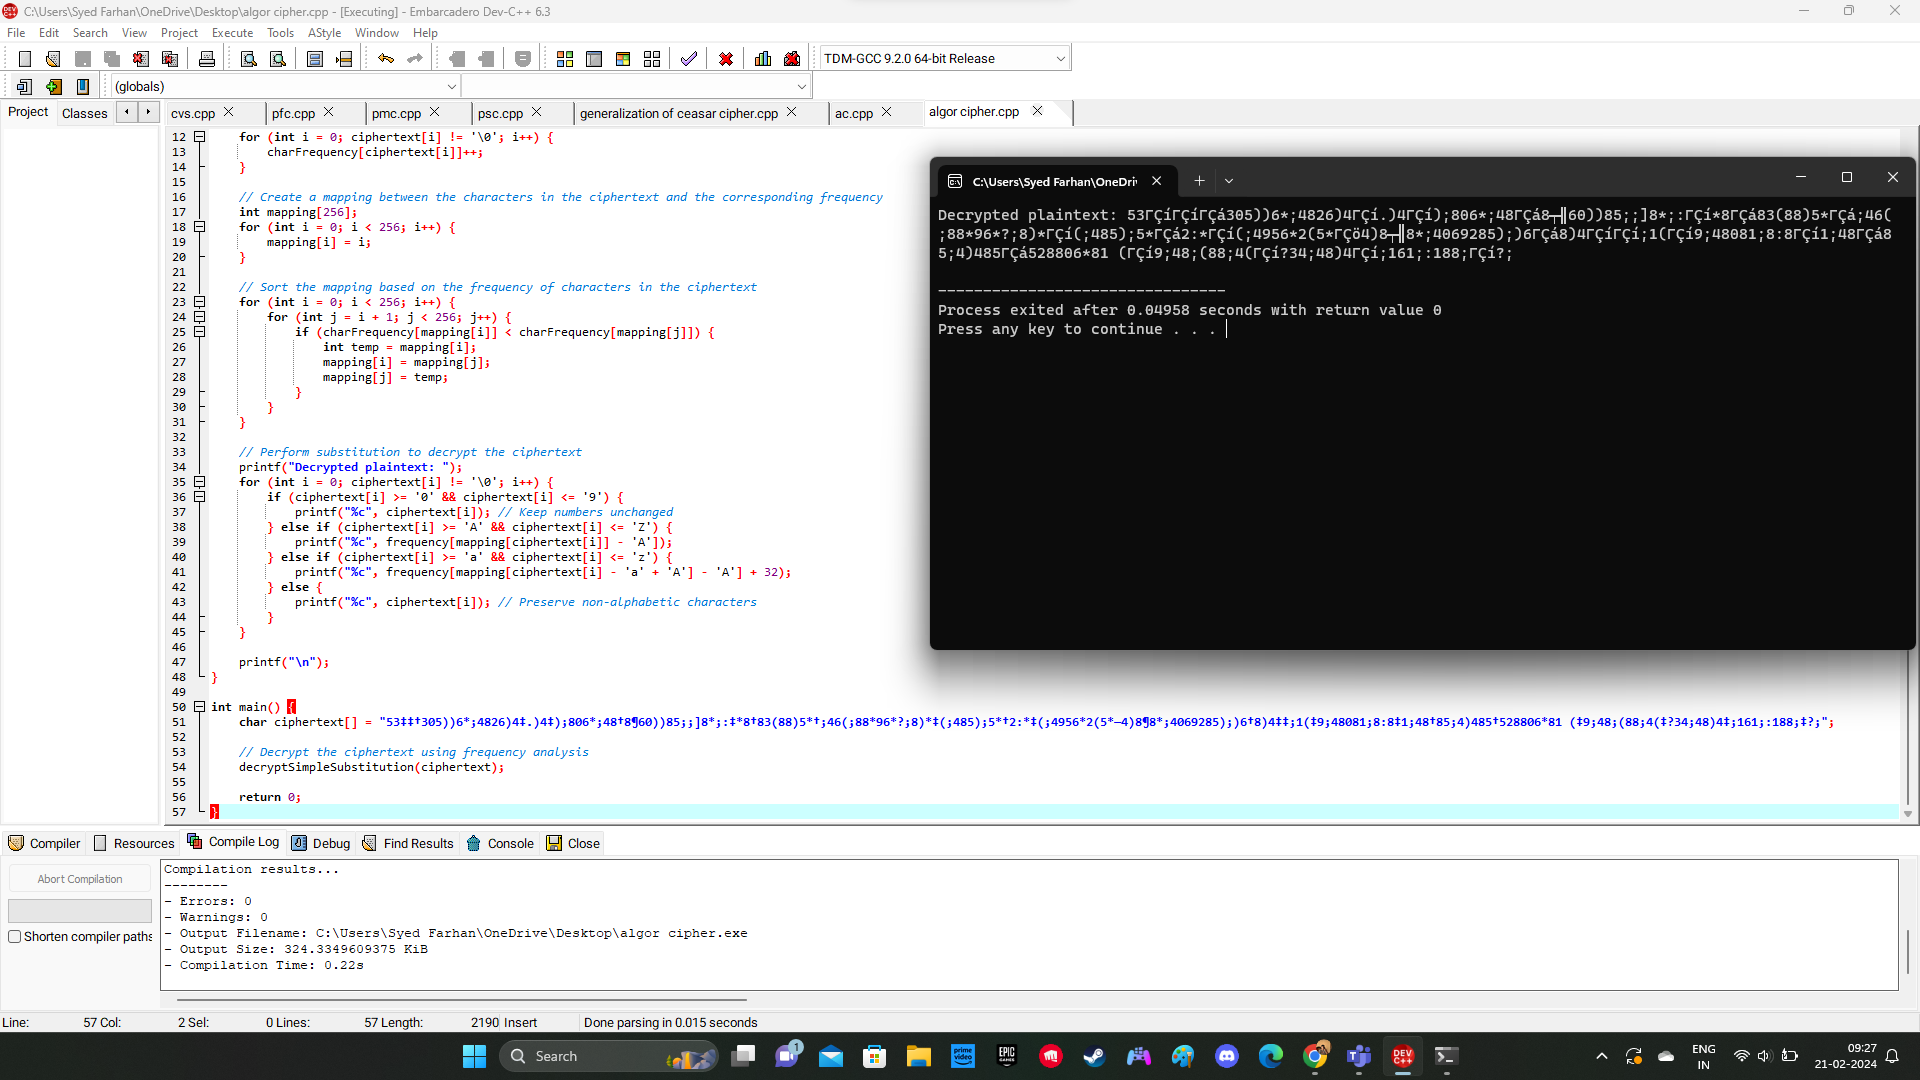 C:\Users\Syed Farhan\OneDrive\Desktop\algor cipher.cpp - [Executing] - Embarcadero Dev-C++ 6.3
File Edit Search View Project Execute Tools AStyle Window Help
TDM-GCC 9.2.0 64-bit Release
(globals)
Project Classes cvs.cpp pfc.cpp pmc.cpp psc.cpp generalization of ceasar cipher.cpp ac.cpp algor cipher.cpp
12 for (int i = 0; ciphertext[i] != '\0'; i++) {
13 charFrequency[ciphertext[i]]++;
14 }
15
16 // Create a mapping between the characters in the ciphertext and the corresponding frequency
17 int mapping[256];
18 for (int i = 0; i < 256; i++) {
19 mapping[i] = i;
20 }
21
22 // Sort the mapping based on the frequency of characters in the ciphertext
23 for (int i = 0; i < 256; i++) {
24 for (int j = i + 1; j < 256; j++) {
25 if (charFrequency[mapping[i]] < charFrequency[mapping[j]]) {
26 int temp = mapping[i];
27 mapping[i] = mapping[j];
28 mapping[j] = temp;
29 }
30 }
31 }
32
33 // Perform substitution to decrypt the ciphertext
34 printf("Decrypted plaintext: ");
35 for (int i = 0; ciphertext[i] != '\0'; i++) {
36 if (ciphertext[i] >= '0' && ciphertext[i] <= '9') {
37 printf("%c", ciphertext[i]); // Keep numbers unchanged
38 } else if (ciphertext[i] >= 'A' && ciphertext[i] <= 'Z') {
39 printf("%c", frequency[mapping[ciphertext[i]] - 'A']);
40 } else if (ciphertext[i] >= 'a' && ciphertext[i] <= 'z') {
41 printf("%c", frequency[mapping[ciphertext[i] - 'a' + 'A'] - 'A'] + 32);
42 } else {
43 printf("%c", ciphertext[i]); // Preserve non-alphabetic characters
44 }
45 }
46
47 printf("\n");
48 }
49
50 int main() {
51 char ciphertext[] = "53‡‡†305))6*;4826)4‡.)4‡);806*;48†8¶60))85;;]8*;:‡*8†83(88)5*†;46(;88*96*?;8)*‡(;485);5*†2:*‡(;4956*2(5*—4)8¶8*;4069285);)6†8)4‡‡;1(‡9;48081;8:8‡1;48†85;4)485†528806*81 (‡9;48;(88;4(‡?34;48)4‡;161;:188;‡?;";
52
53 // Decrypt the ciphertext using frequency analysis
54 decryptSimpleSubstitution(ciphertext);
55
56 return 0;
57 }
C:\Users\Syed Farhan\OneDri
Decrypted plaintext: 53ΓÇíΓÇíΓÇá305))6*;4826)4ΓÇí.)4ΓÇí);806*;48ΓÇá8┬╢60))85;;]8*;:ΓÇí*8ΓÇá83(88)5*ΓÇá;46(
;88*96*?;8)*ΓÇí(;485);5*ΓÇá2:*ΓÇí(;4956*2(5*ΓÇö4)8┬╢8*;4069285);)6ΓÇá8)4ΓÇíΓÇí;1(ΓÇí9;48081;8:8ΓÇí1;48ΓÇá8
5;4)485ΓÇá528806*81 (ΓÇí9;48;(88;4(ΓÇí?34;48)4ΓÇí;161;:188;ΓÇí?;
--------------------------------
Process exited after 0.04958 seconds with return value 0
Press any key to continue . . .
Compiler Resources Compile Log Debug Find Results Console Close
Abort Compilation
Shorten compiler paths
Compilation results...
--------
- Errors: 0
- Warnings: 0
- Output Filename: C:\Users\Syed Farhan\OneDrive\Desktop\algor cipher.exe
- Output Size: 324.3349609375 KiB
- Compilation Time: 0.22s
Line: 57 Col: 2 Sel: 0 Lines: 57 Length: 2190 Insert Done parsing in 0.015 seconds
Search
1
prime video
EPIC GAMES
DEV C++
ENG
IN
09:27
21-02-2024